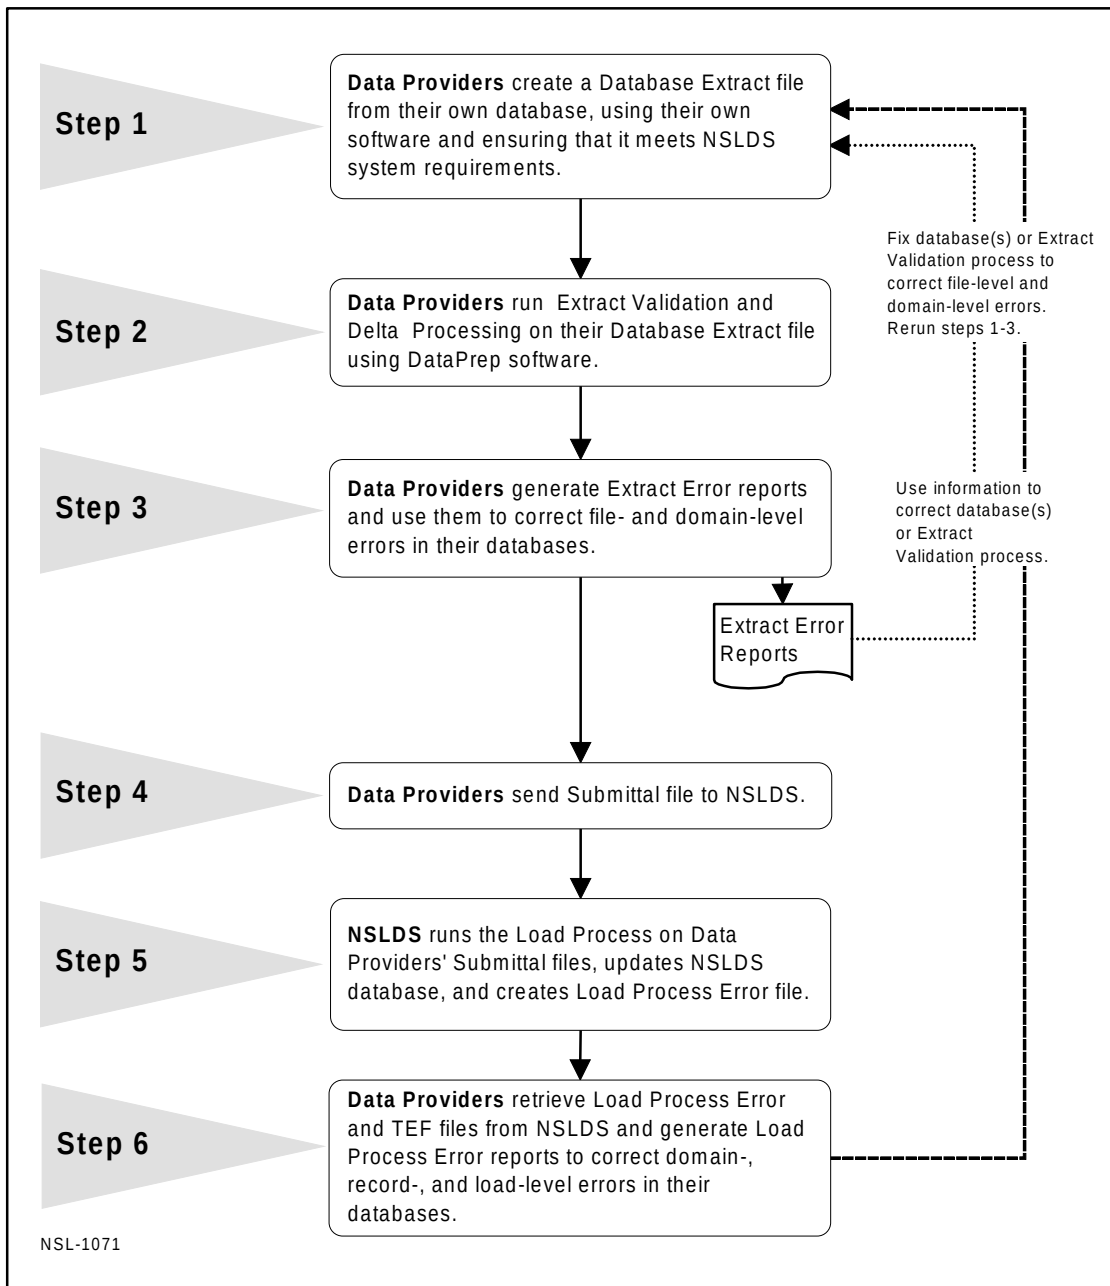 Step 1
Data Providers create a Database Extract file
from their own database, using their own
software and ensuring that it meets NSLDS
system requirements.
Fix database(s) or Extract
Validation process to
correct file-level and
domain-level errors.
Rerun steps 1-3.
Step 2
Data Providers run  Extract Validation and
Delta  Processing on their Database Extract file
using DataPrep software.
Step 3
Data Providers generate Extract Error reports
and use them to correct file- and domain-level
errors in their databases.
Use information to
correct database(s)
or Extract
Validation process.
Extract Error
Reports
Step 4
Data Providers send Submittal file to NSLDS.
Step 5
NSLDS runs the Load Process on Data
Providers' Submittal files, updates NSLDS
database, and creates Load Process Error file.
Step 6
Data Providers retrieve Load Process Error
and TEF files from NSLDS and generate Load
Process Error reports to correct domain-,
record-, and load-level errors in their
databases.
NSL-1071